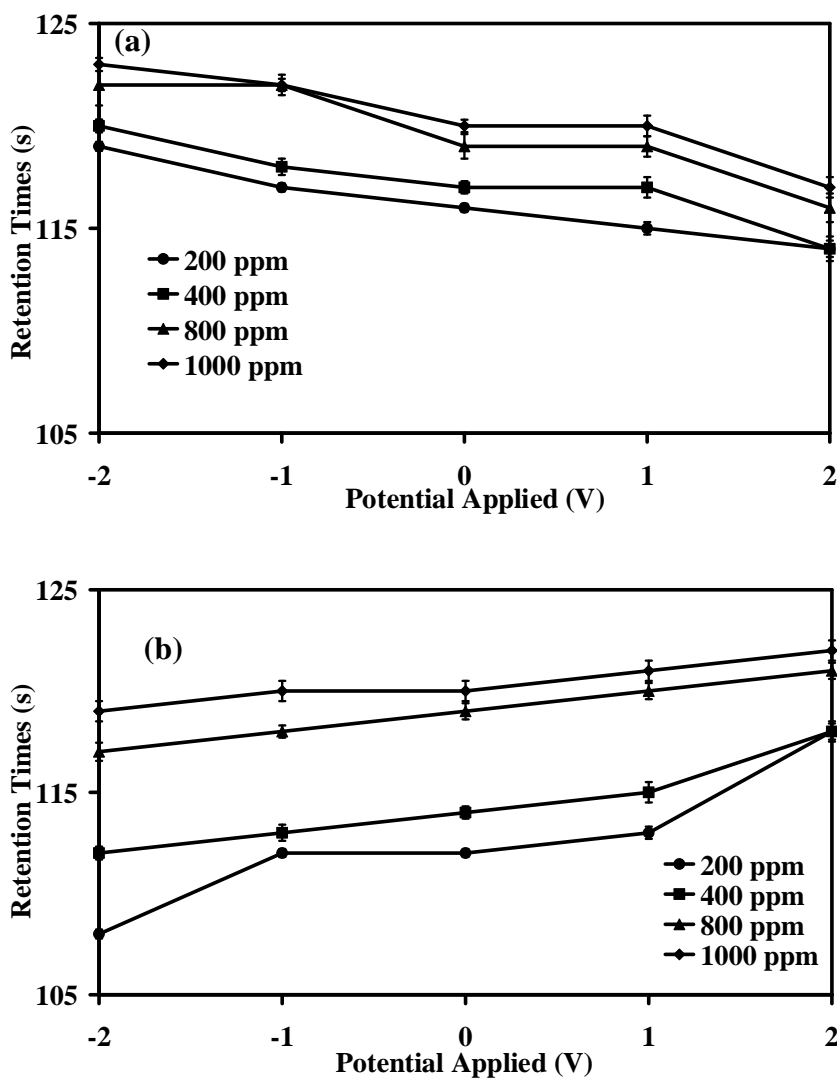 125
(a)
Retention Times (s)
115
200 ppm
400 ppm
800 ppm
1000 ppm
105
-2 -1 0 1 2
Potential Applied (V)
125
(b)
Retention Times (s)
115
200 ppm
400 ppm
800 ppm
1000 ppm
105
-2 -1 0 1 2
Potential Applied (V)